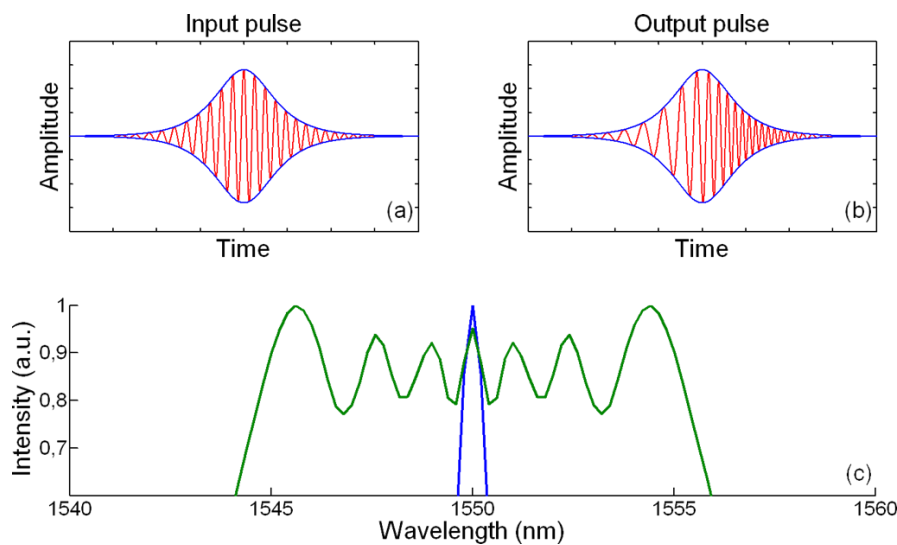 Input pulse
Output pulse
Amplitude
(a)
Time
Amplitude
(b)
Time
Intensity (a.u.)
1
0,9
0,8
0,7
(c)
1540
1545
1550
1555
1560
Wavelength (nm)